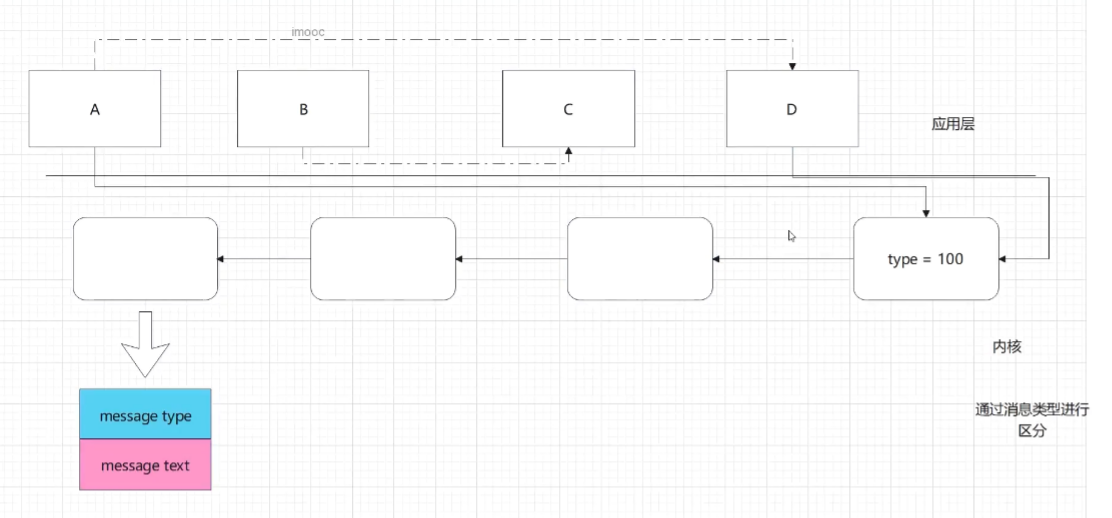 imooc
A
B
C
D
应用层
type = 100
内核
message type
message text
通过消息类型进行
区分